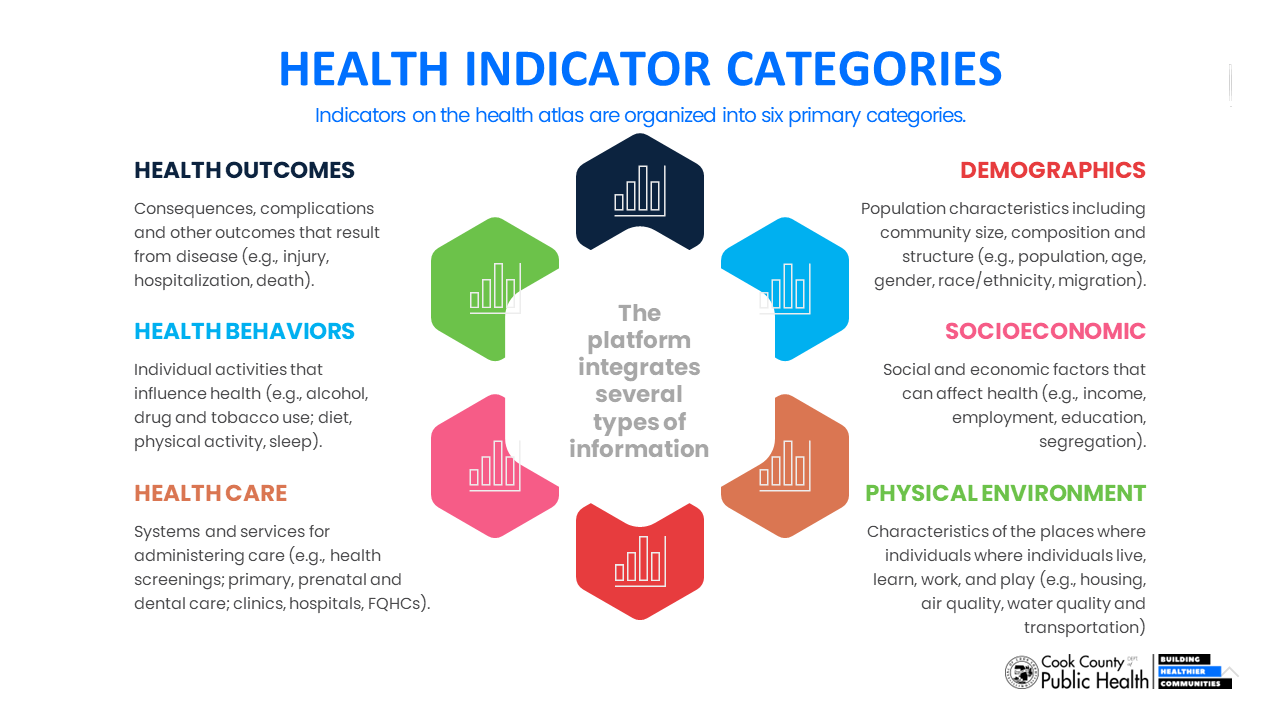 HEALTH INDICATOR CATEGORIES
Indicators on the health atlas are organized into six primary categories.
HEALTH OUTCOMES
Consequences, complications
and other outcomes that result
from disease (e.g., injury,
hospitalization, death).
HEALTH BEHAVIORS
Individual activities that
influence health (e.g., alcohol,
drug and tobacco use; diet,
physical activity, sleep).
HEALTH CARE
Systems and services for
administering care (e.g., health
screenings; primary, prenatal and
dental care; clinics, hospitals, FQHCs).
The
platform
integrates
several
types of
information
DEMOGRAPHICS
Population characteristics including
community size, composition and
structure (e.g., population, age,
gender, race/ethnicity, migration).
SOCIOECONOMIC
Social and economic factors that
can affect health (e.g., income,
employment, education,
segregation).
PHYSICAL ENVIRONMENT
Characteristics of the places where
individuals where individuals live,
learn, work, and play (e.g., housing,
air quality, water quality and
transportation)
Cook County DEPT of
Public Health
BUILDING
HEALTHIER
COMMUNITIES